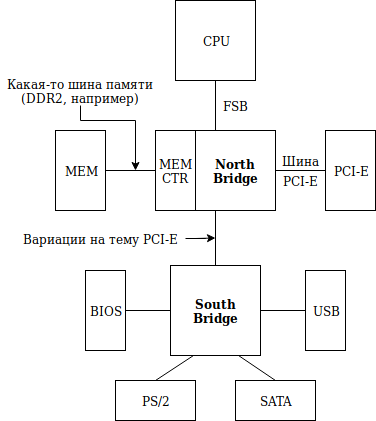 CPU
Какая-то шина памяти
(DDR2, например)
FSB
MEM
MEM
CTR
North
Bridge
Шина
PCI-E
PCI-E
Вариации на тему PCI-E
BIOS
South
Bridge
USB
PS/2
SATA